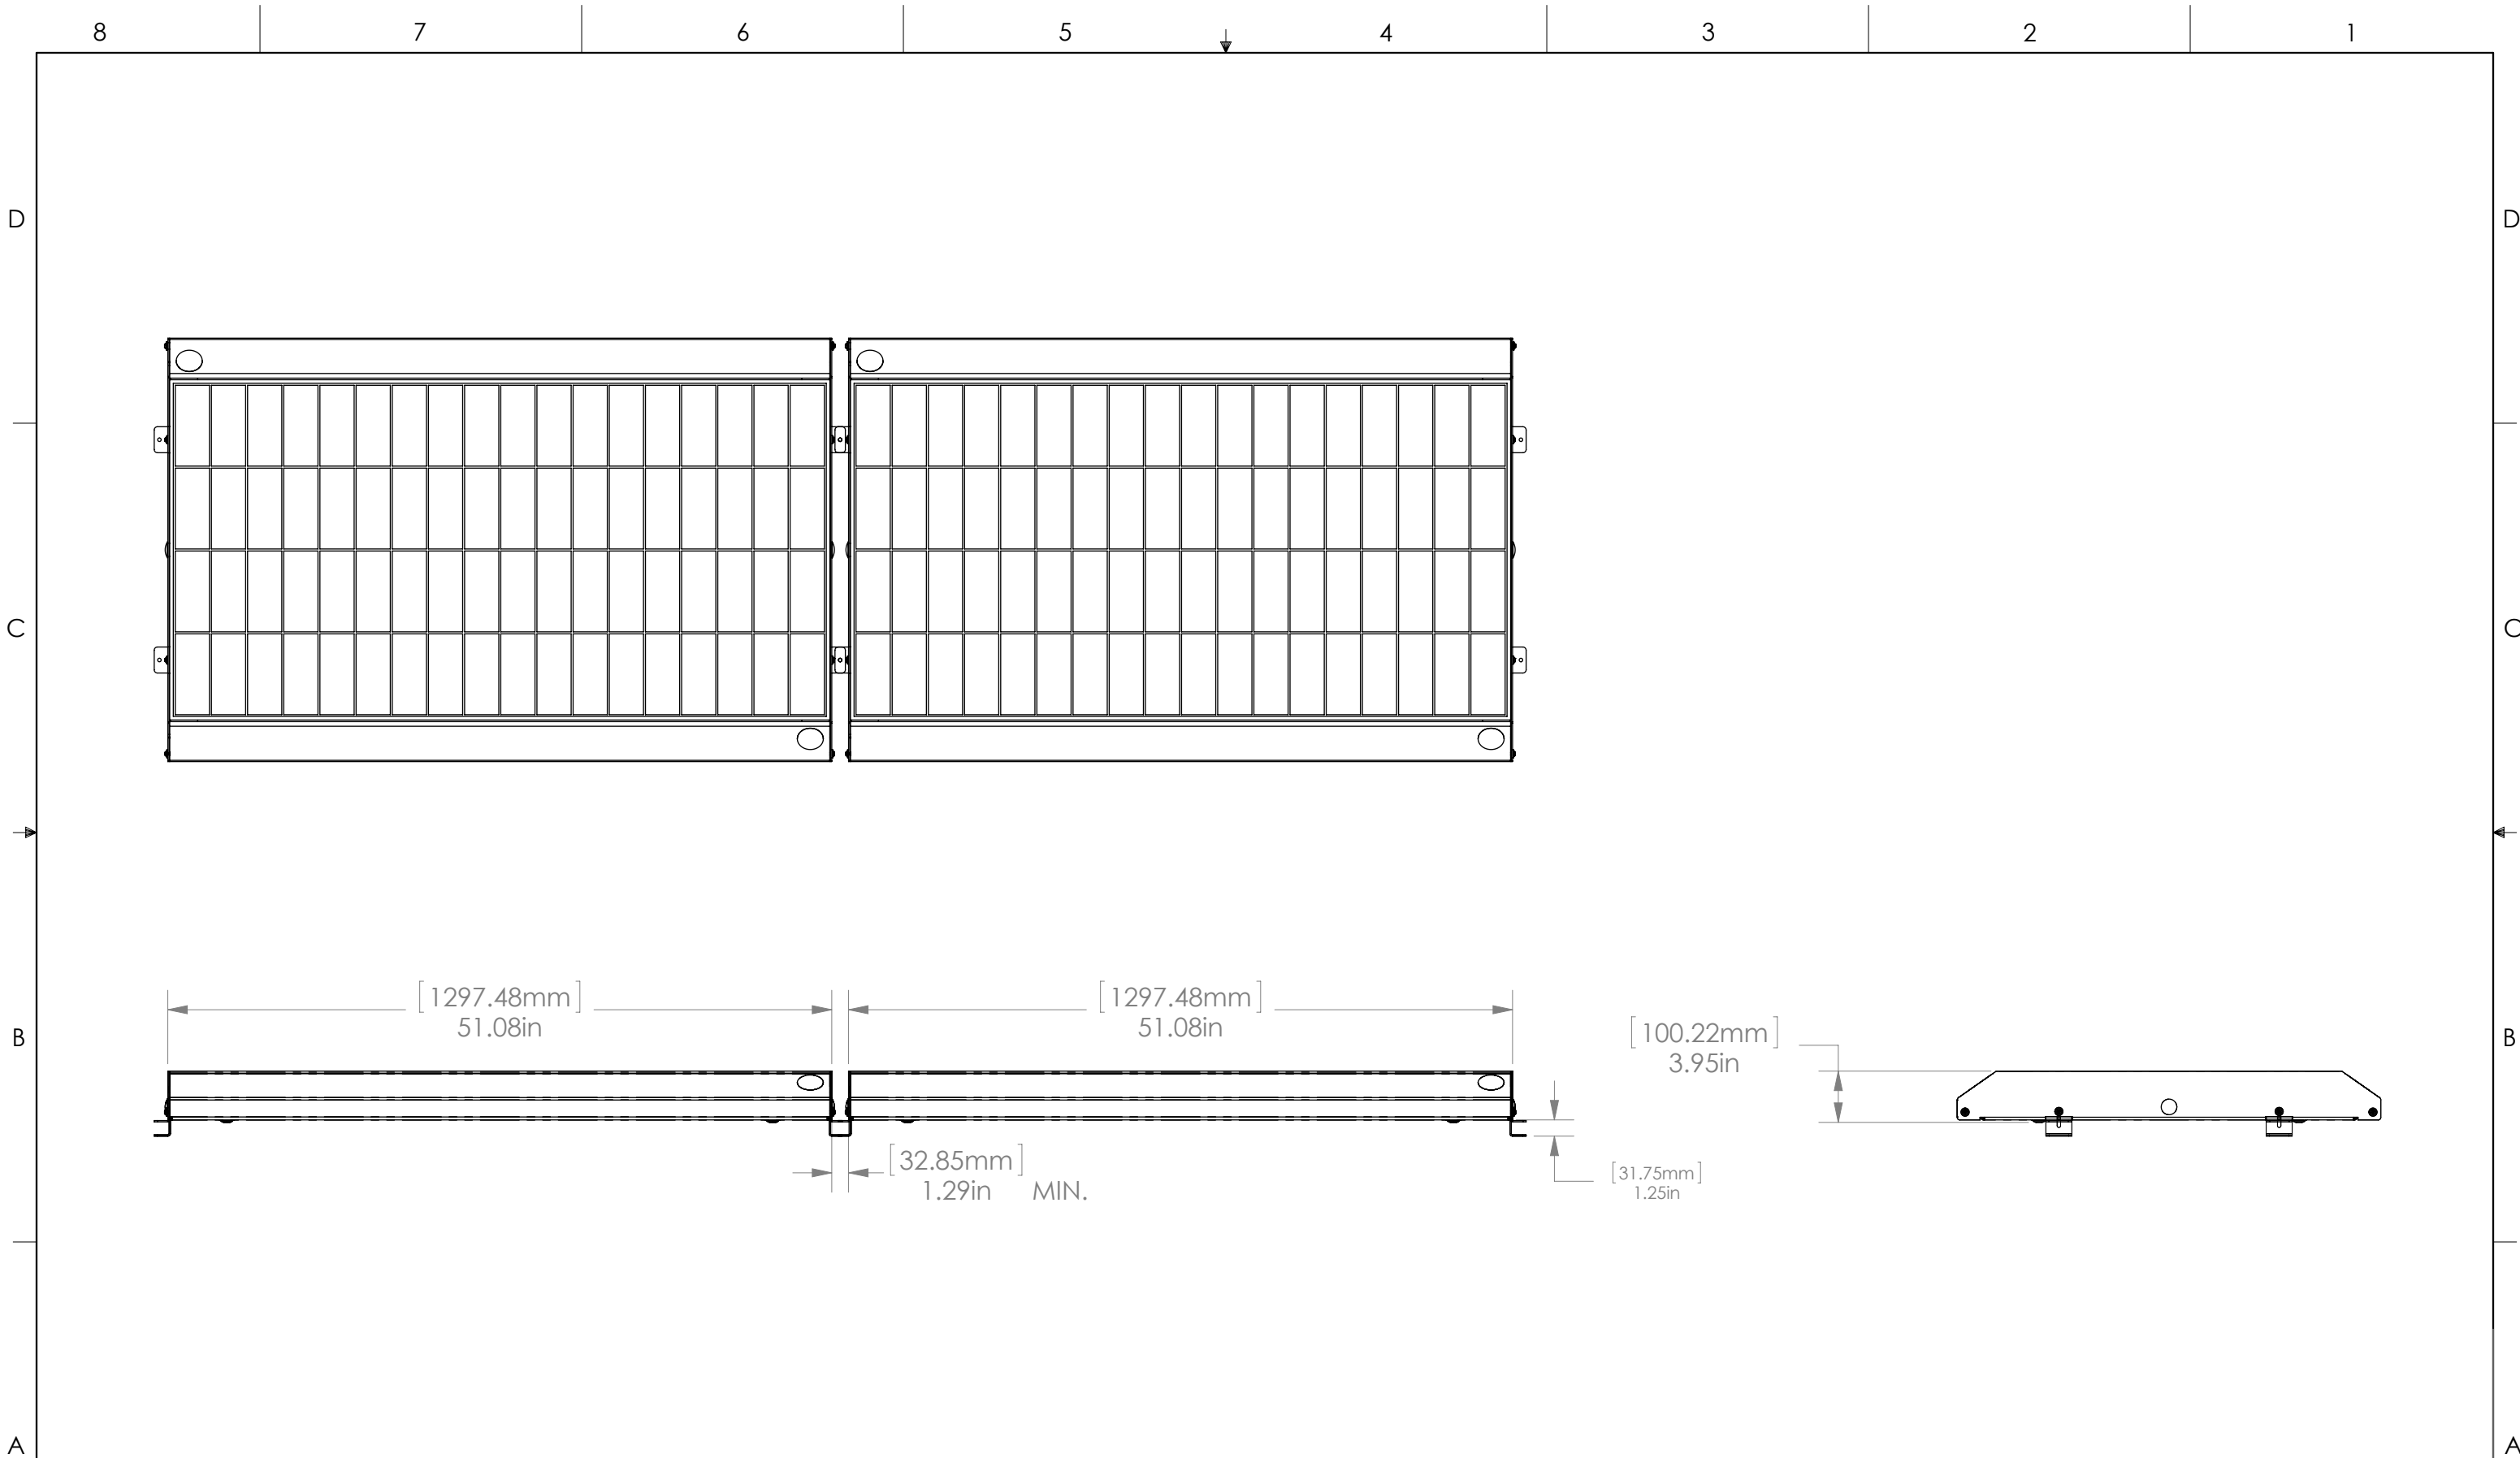 8 7 6 5 4 3 2 1
D D
C C
[1297.48mm] [1297.48mm]
51.08in 51.08in
[100.22mm]
3.95in
B B
[32.85mm]
1.29in MIN.
[31.75mm]
1.25in
A A